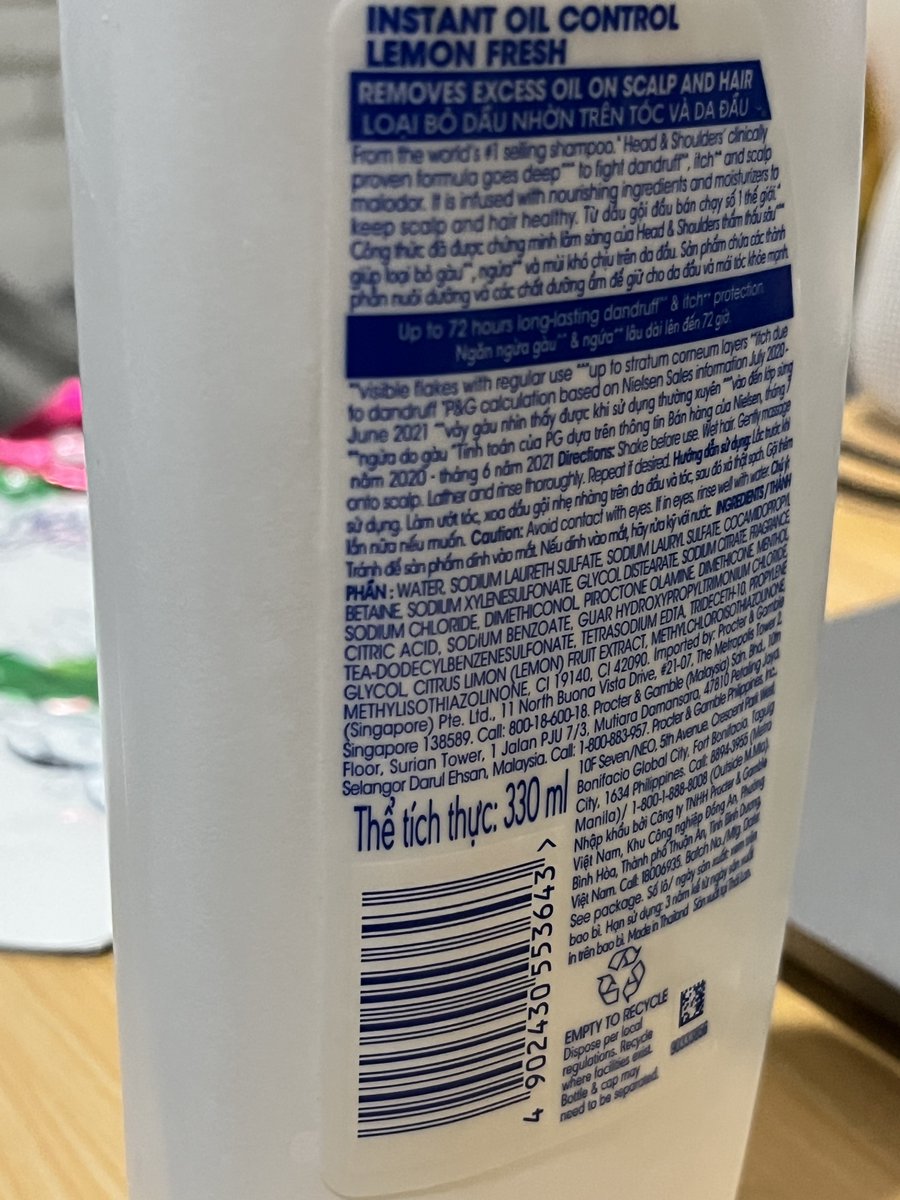 INSTANT OIL CONTROL
LEMON FRESH
REMOVES EXCESS OIL ON SCALP AND HAIR
LOẠI BỎ DẦU NHỜN TRÊN TÓC VÀ DA ĐẦU
From the world's #1 selling shampoo.* Head & Shoulders' clinically
proven formula goes deep**** to fight dandruff**, itch** and scalp
malodor. It is infused with nourishing ingredients and moisturizers to
keep scalp and hair healthy. Từ dầu gội đầu bán chạy số 1 thế giới,*
Công thức đã được chứng minh lâm sàng của Head & Shoulders thẩm thấu sâu
giúp loại bỏ gàu, ngứa và mùi khó chịu trên da đầu. Sản phẩm chứa các thành
phần nuôi dưỡng và các chất dưỡng ẩm để giữ cho da đầu và mái tóc khỏe mạnh.
Up to 72 hours long-lasting dandruff & itch protection
Ngăn ngừa gàu & ngứa lâu dài lên đến 72 giờ.
visible flakes with regular use up to stratum corneum layers itch due
to dandruff *P&G calculation based on Nielsen Sales information July 2020-
June 2021 vảy gàu nhìn thấy được khi sử dụng thường xuyên vào đến lớp sừng
ngứa do gàu *Tính toán của PG dựa trên thông tin Bán hàng của Nielsen, tháng 7
năm 2020 - tháng 6 năm 2021 Directions: Shake before use. Wet hair. Gently massage
onto scalp. Lather and rinse thoroughly. Repeat if desired. Hướng dẫn sử dụng: Lắc trước khi
sử dụng. Làm ướt tóc, xoa dầu gội nhẹ nhàng trên da đầu và tóc, sau đó xả thật sạch. Gội thêm
lần nữa nếu muốn. Caution: Avoid contact with eyes. If in eyes, rinse well with water. Chú ý:
Tránh để sản phẩm dính vào mắt. Nếu dính vào mắt, hãy rửa kỹ với nước. INGREDIENTS / THÀNH
PHẦN : WATER, SODIUM LAURETH SULFATE, SODIUM LAURYL SULFATE, COCAMIDOPROPYL
BETAINE, SODIUM XYLENESULFONATE, GLYCOL DISTEARATE, SODIUM CITRATE, FRAGRANCE,
SODIUM CHLORIDE, DIMETHICONOL, PIROCTONE OLAMINE, DIMETHICONE, MENTHOL,
CITRIC ACID, SODIUM BENZOATE, GUAR HYDROXYPROPYLTRIMONIUM CHLORIDE,
TEA-DODECYLBENZENESULFONATE, TETRASODIUM EDTA, TRIDECETH-10, PROPYLENE
GLYCOL, CITRUS LIMON (LEMON) FRUIT EXTRACT, METHYLCHLOROISOTHIAZOLINONE,
METHYLISOTHIAZOLINONE, CI 19140, CI 42090. Imported by: Procter & Gamble
(Singapore) Pte. Ltd., 11 North Buona Vista Drive, #21-07, The Metropolis Tower 2,
Singapore 138589. Call: 800-18-600-18. Procter & Gamble (Malaysia) Sdn. Bhd., 10th
Floor, Surian Tower, 1 Jalan PJU 7/3, Mutiara Damansara, 47810 Petaling Jaya,
Selangor Darul Ehsan, Malaysia. Call: 1-800-883-957. Procter & Gamble Philippines, Inc.,
10F Seven/NEO, 5th Avenue, Crescent Park West,
Bonifacio Global City, Fort Bonifacio, Taguig
City, 1634 Philippines. Call: 8894-3955 (Metro
Manila)/ 1-800-1-888-8008 (Outside M.Mla).
Nhập khẩu bởi Công ty TNHH Procter & Gamble
Việt Nam, Khu Công nghiệp Đồng An, Phường
Bình Hòa, Thành phố Thuận An, Tỉnh Bình Dương,
Việt Nam. Call: 18006935. Batch No./Mfg. Date:
See package. Số lô/ ngày sản xuất: xem trên
bao bì. Hạn sử dụng: 3 năm kể từ ngày sản xuất
in trên bao bì. Made in Thailand Sản xuất tại Thái Lan.
Thể tích thực: 330 ml
4 902430 553643 >
EMPTY TO RECYCLE
Dispose per local
regulations. Recycle
where facilities exist.
Bottle & cap may
need to be separated.